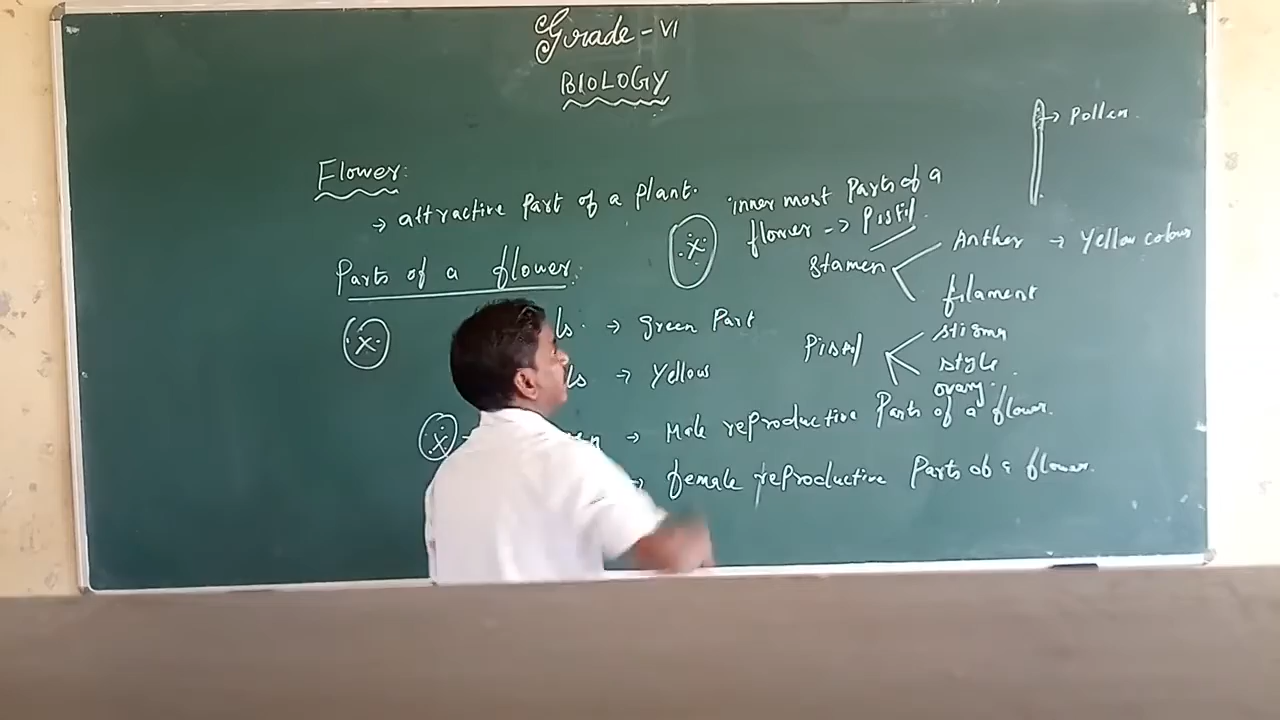 Grade - VI
BIOLOGY
Flower:
→ attractive Part of a Plant.
Parts of a flower:
→ green Part
→ Yellow
→ Male reproductive Parts of a flower.
→ female reproductive Parts of a flower.
inner most Parts of a
flower -> Pistil.
Stamen
Anther → Yellow colour
filament
Pistil
stigma
style
ovary.
→ Pollen.